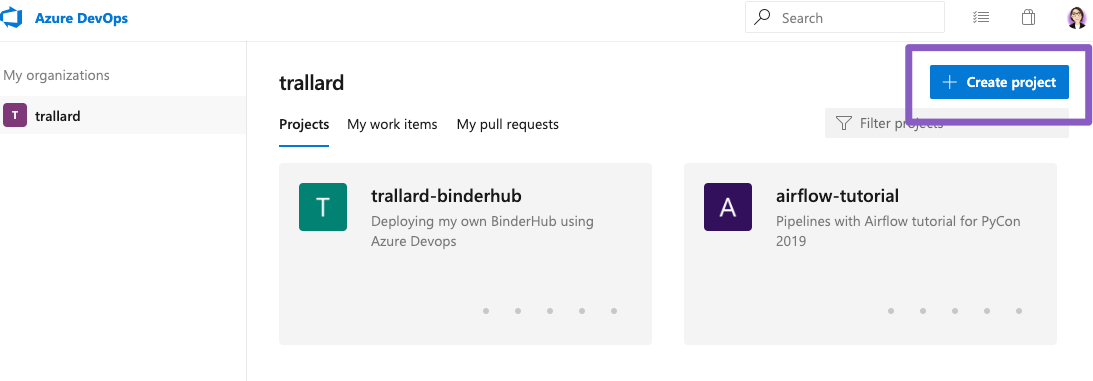 Azure DevOps
Search
My organizations
T trallard
trallard
Create project
Projects My work items My pull requests
Filter projects
T
trallard-binderhub
Deploying my own BinderHub using
Azure Devops
A
airflow-tutorial
Pipelines with Airflow tutorial for PyCon
2019